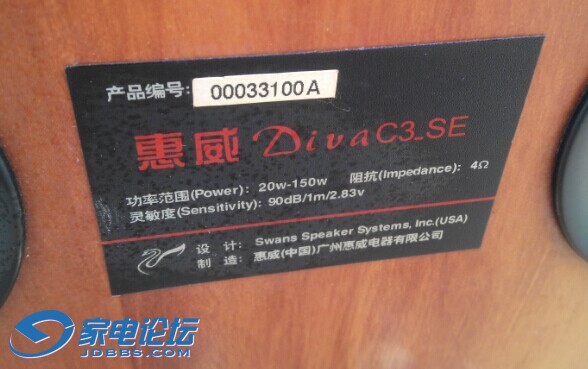 产品编号: 00033100A
惠威 Diva C3_SE
功率范围(Power): 20w-150w 阻抗(Impedance): 4Ω
灵敏度(Sensitivity): 90dB/1m/2.83v
设计: Swans Speaker Systems, Inc.(USA)
制造: 惠威(中国)广州惠威电器有限公司
家电论坛
JDBBS.COM